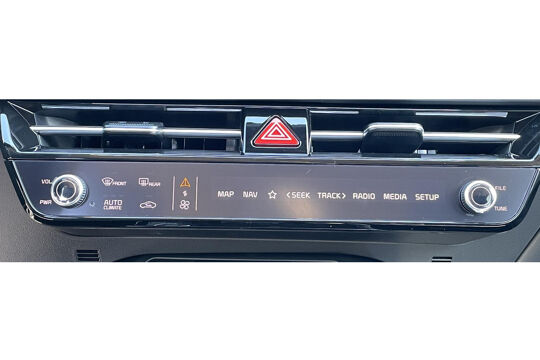 VOL
PWR
FRONT
REAR
AUTO
CLIMATE
MAP NAV <SEEK TRACK> RADIO MEDIA SETUP
FILE
TUNE